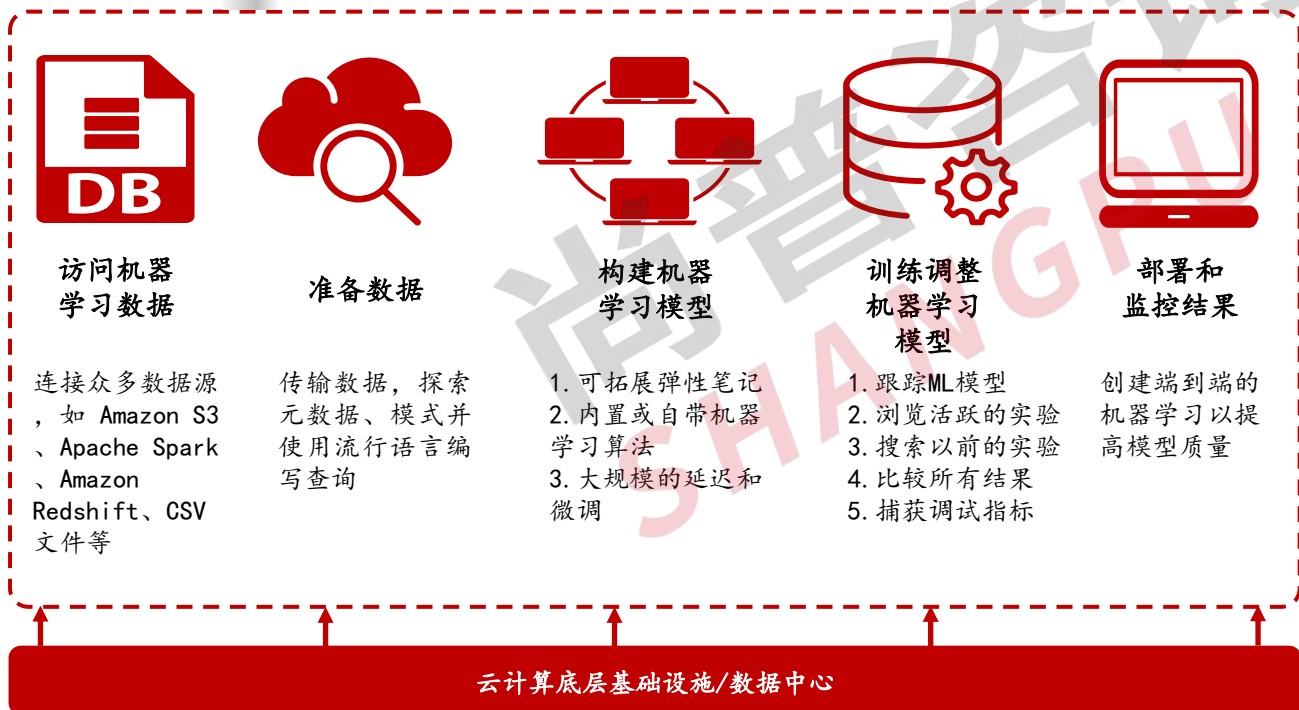 DB
访问机器
学习数据
连接众多数据源
，如 Amazon S3
、Apache Spark
、Amazon
Redshift、CSV
文件等
准备数据
传输数据，探索
元数据、模式并
使用流行语言编
写查询
构建机器
学习模型
1.可拓展弹性笔记
2.内置或自带机器
学习算法
3.大规模的延迟和
微调
训练调整
机器学习
模型
1.跟踪ML模型
2.浏览活跃的实验
3.搜索以前的实验
4.比较所有结果
5.捕获调试指标
部署和
监控结果
创建端到端的
机器学习以提
高模型质量
云计算底层基础设施/数据中心
尚普咨询
SHANGPU